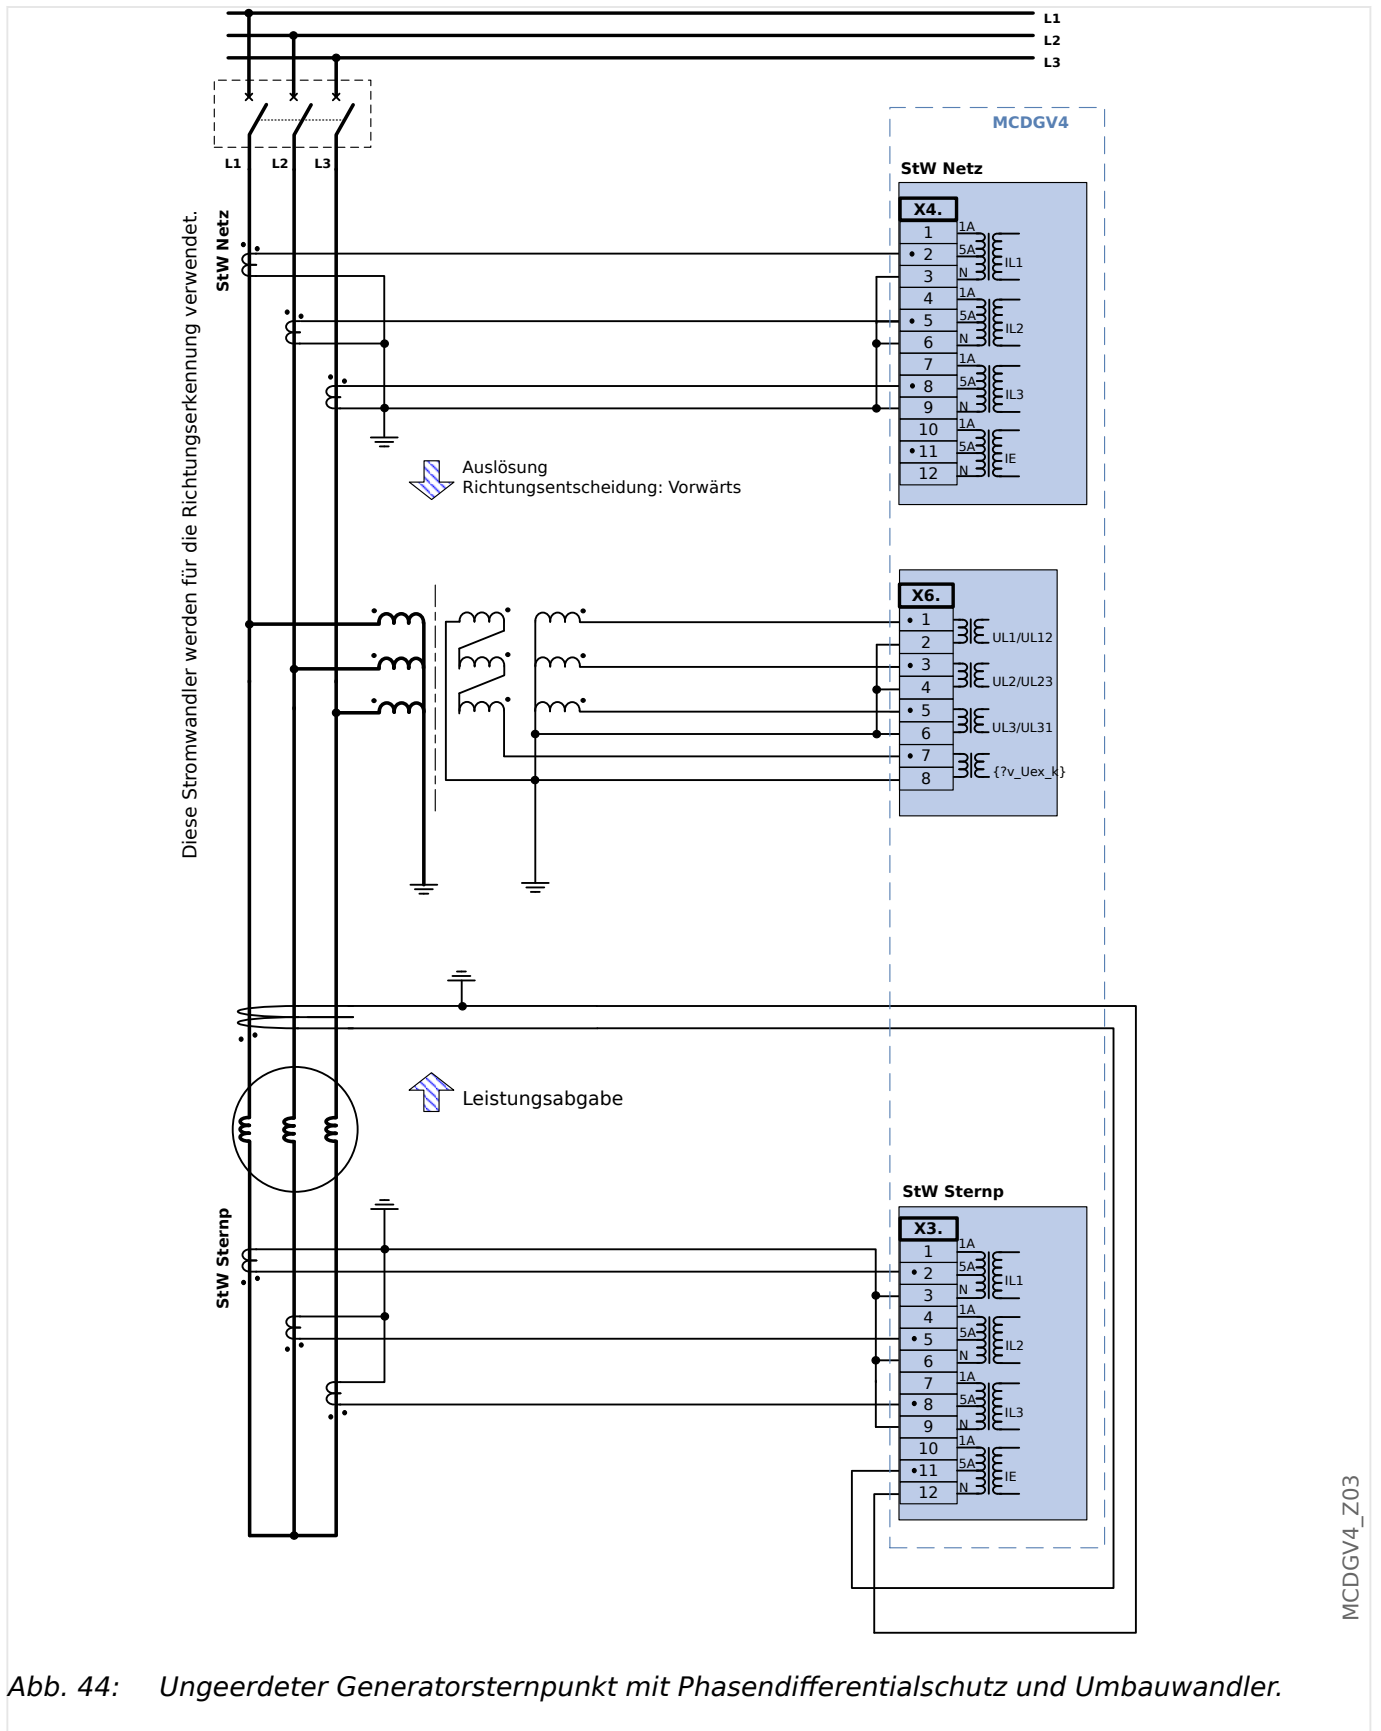 L1
L2
L3
L1 L2 L3
MCDGV4
StW Netz
X4.
1 1A
2 5A
3 N
IL1
4 1A
5 5A
6 N
IL2
7 1A
8 5A
9 N
IL3
10 1A
11 5A
12 N
IE
StW Netz
Diese Stromwandler werden für die Richtungserkennung verwendet.
Auslösung
Richtungsentscheidung: Vorwärts
X6.
1
2
UL1/UL12
3
4
UL2/UL23
5
6
UL3/UL31
7
8
{?v_Uex_k}
Leistungsabgabe
StW Sternp
StW Sternp
X3.
1 1A
2 5A
3 N
IL1
4 1A
5 5A
6 N
IL2
7 1A
8 5A
9 N
IL3
10 1A
11 5A
12 N
IE
MCDGV4_Z03
Abb. 44: Ungeerdeter Generatorsternpunkt mit Phasendifferentialschutz und Umbauwandler.